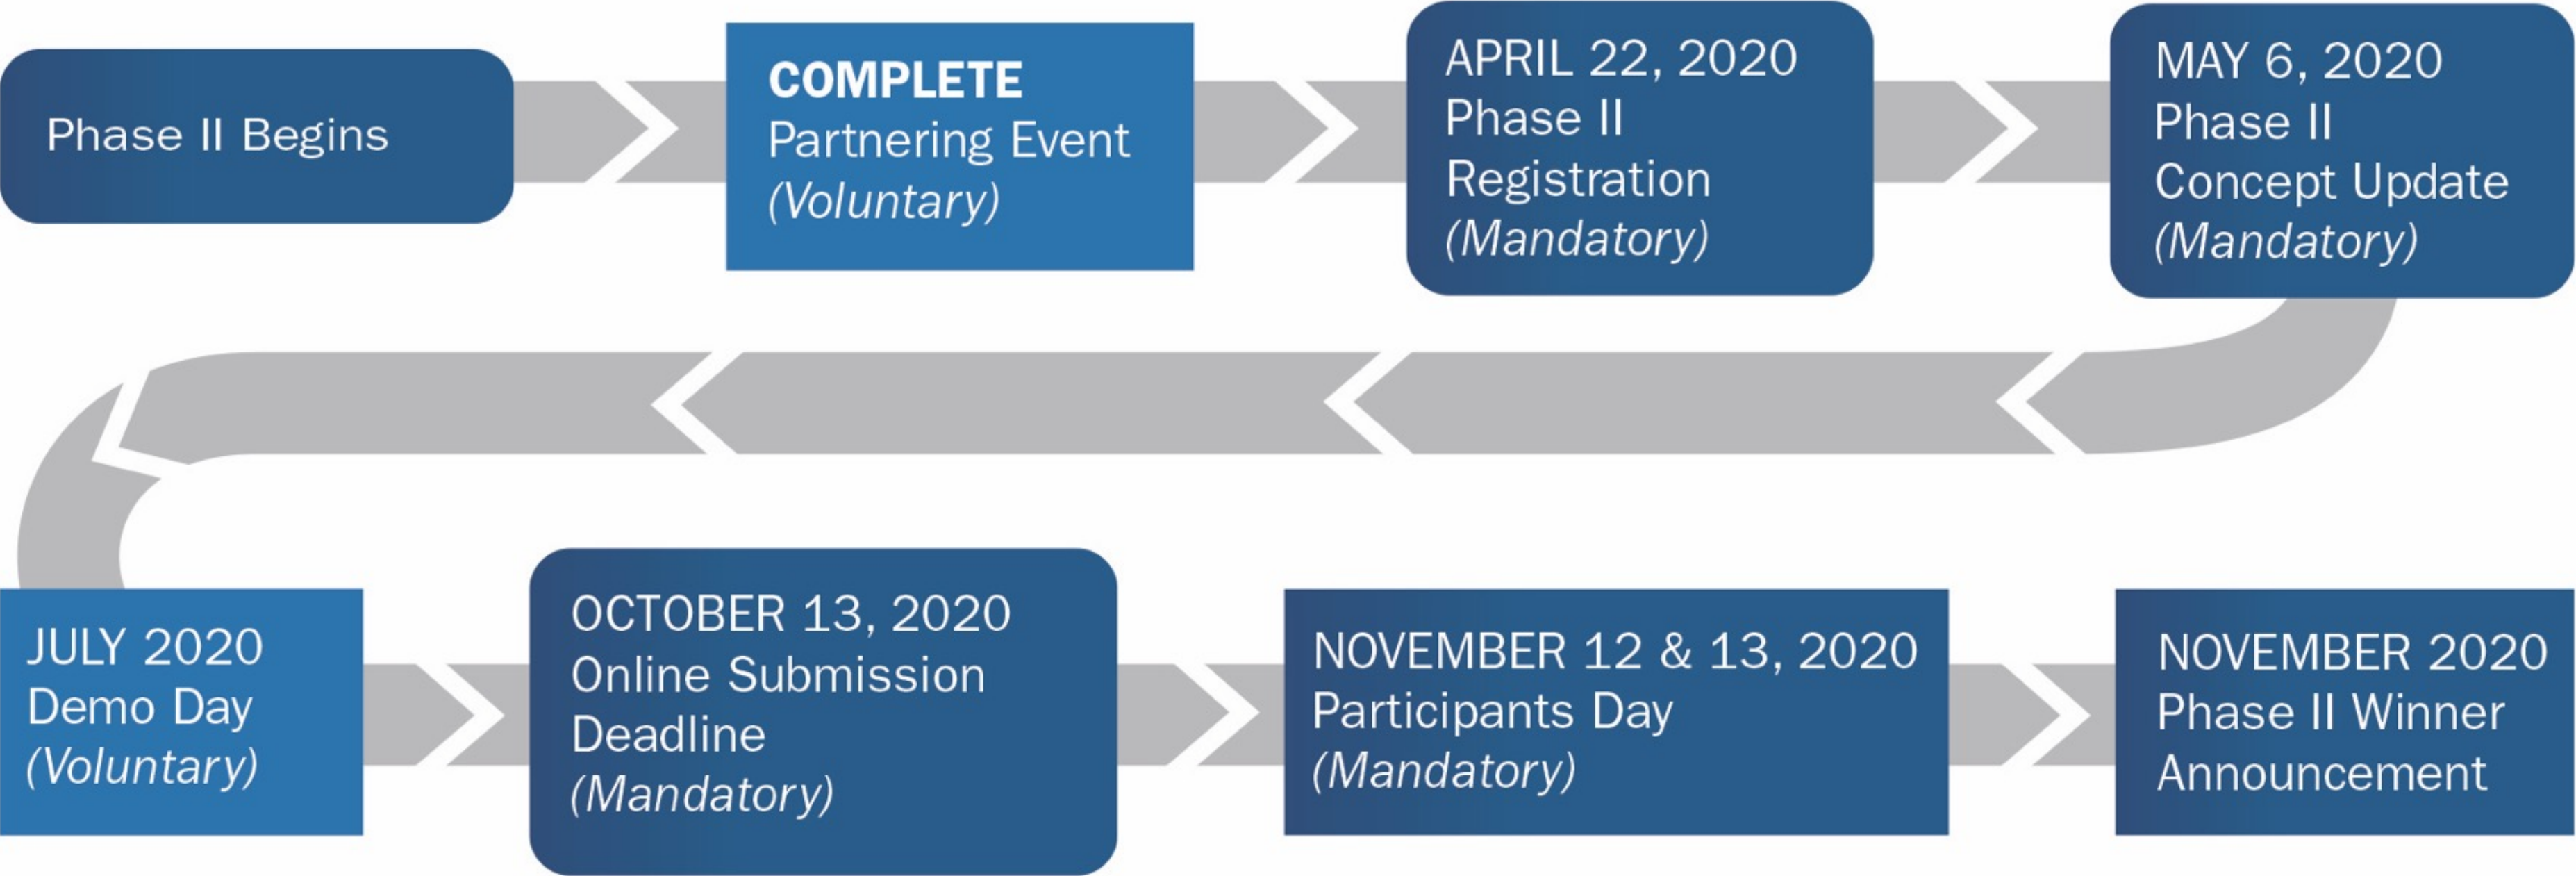 Phase II Begins
COMPLETE
Partnering Event
(Voluntary)
APRIL 22, 2020
Phase II
Registration
(Mandatory)
MAY 6, 2020
Phase II
Concept Update
(Mandatory)
JULY 2020
Demo Day
(Voluntary)
OCTOBER 13, 2020
Online Submission
Deadline
(Mandatory)
NOVEMBER 12 & 13, 2020
Participants Day
(Mandatory)
NOVEMBER 2020
Phase II Winner
Announcement